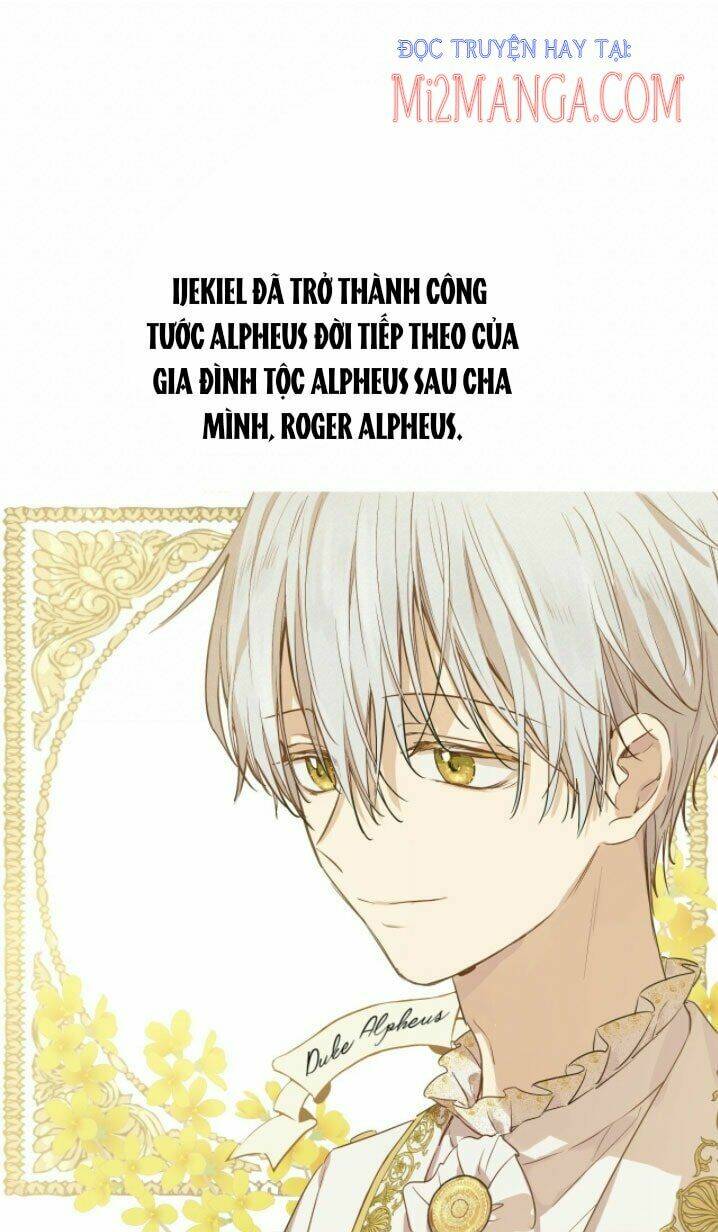 ĐỌC TRUYỆN HAY TẠI:
Mi2MANGA.COM
IJEKIEL ĐÃ TRỞ THÀNH CÔNG
TƯỚC ALPHEUS ĐỜI TIẾP THEO CỦA
GIA ĐÌNH TỘC ALPHEUS SAU CHA
MÌNH, ROGER ALPHEUS.
Duke Alpheus